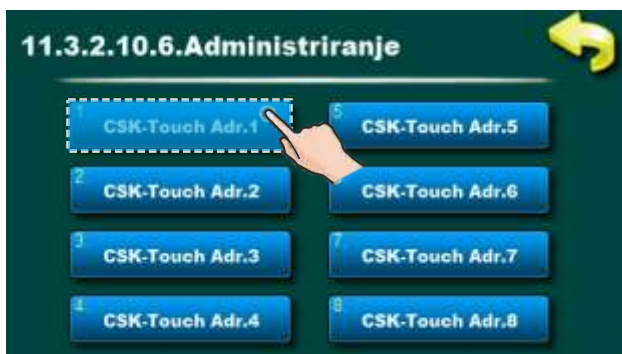 11.3.2.10.6.Administriranje
1 CSK-Touch Adr.1
2 CSK-Touch Adr.2
3 CSK-Touch Adr.3
4 CSK-Touch Adr.4
5 CSK-Touch Adr.5
CSK-Touch Adr.6
7 CSK-Touch Adr.7
8 CSK-Touch Adr.8